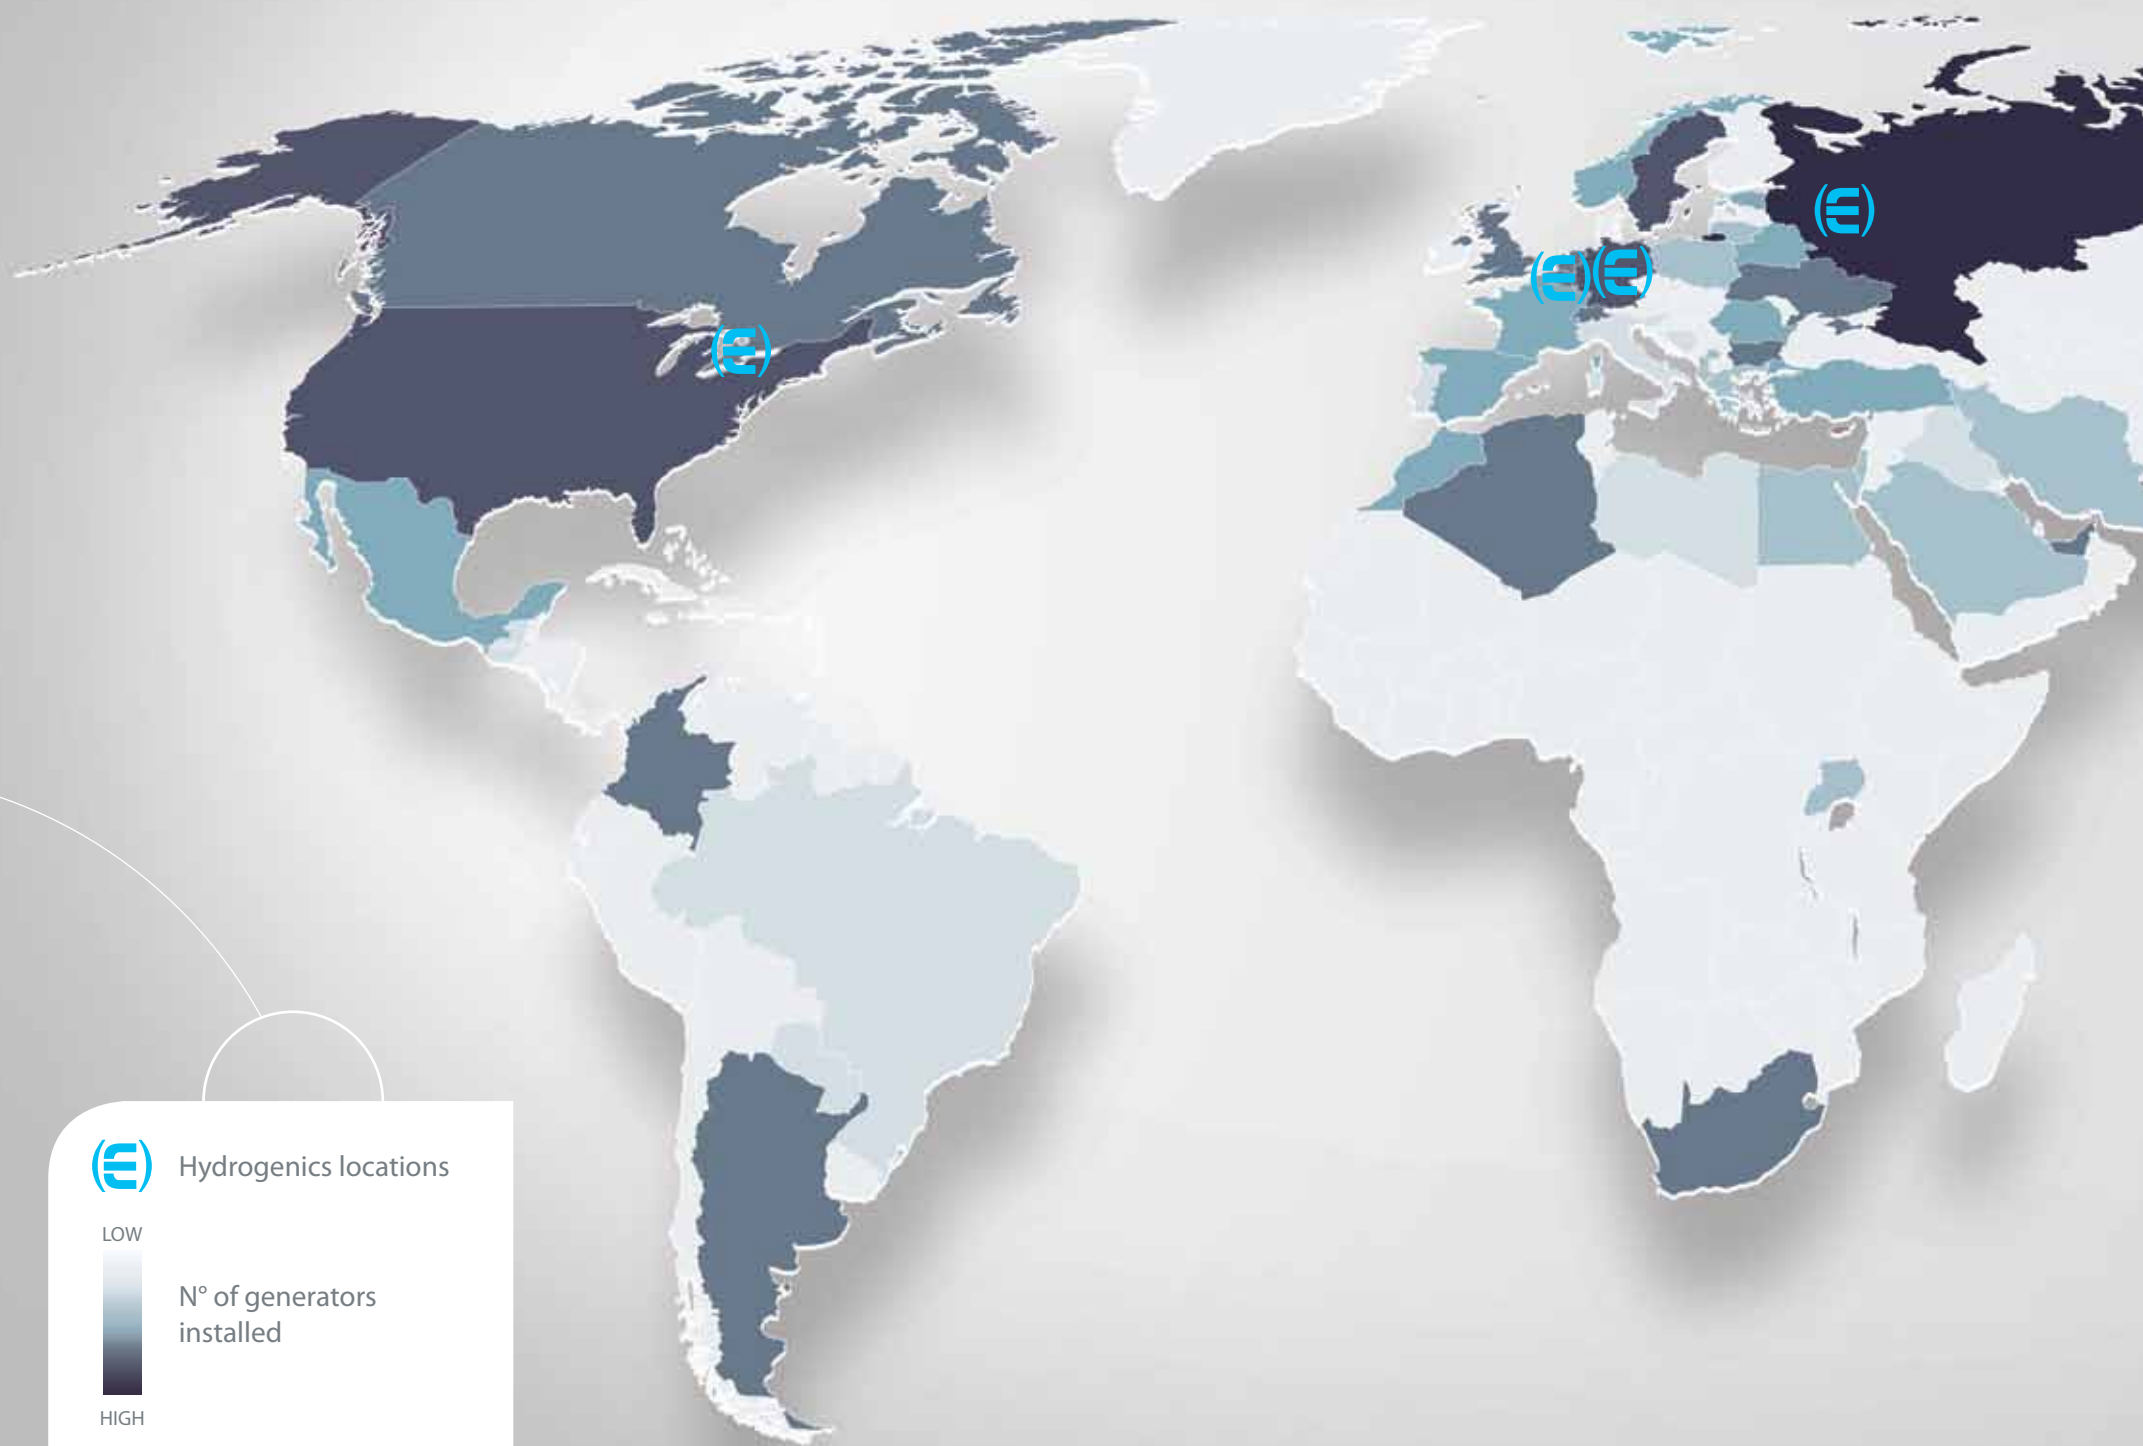 Hydrogenics locations
LOW
N° of generators
installed
HIGH